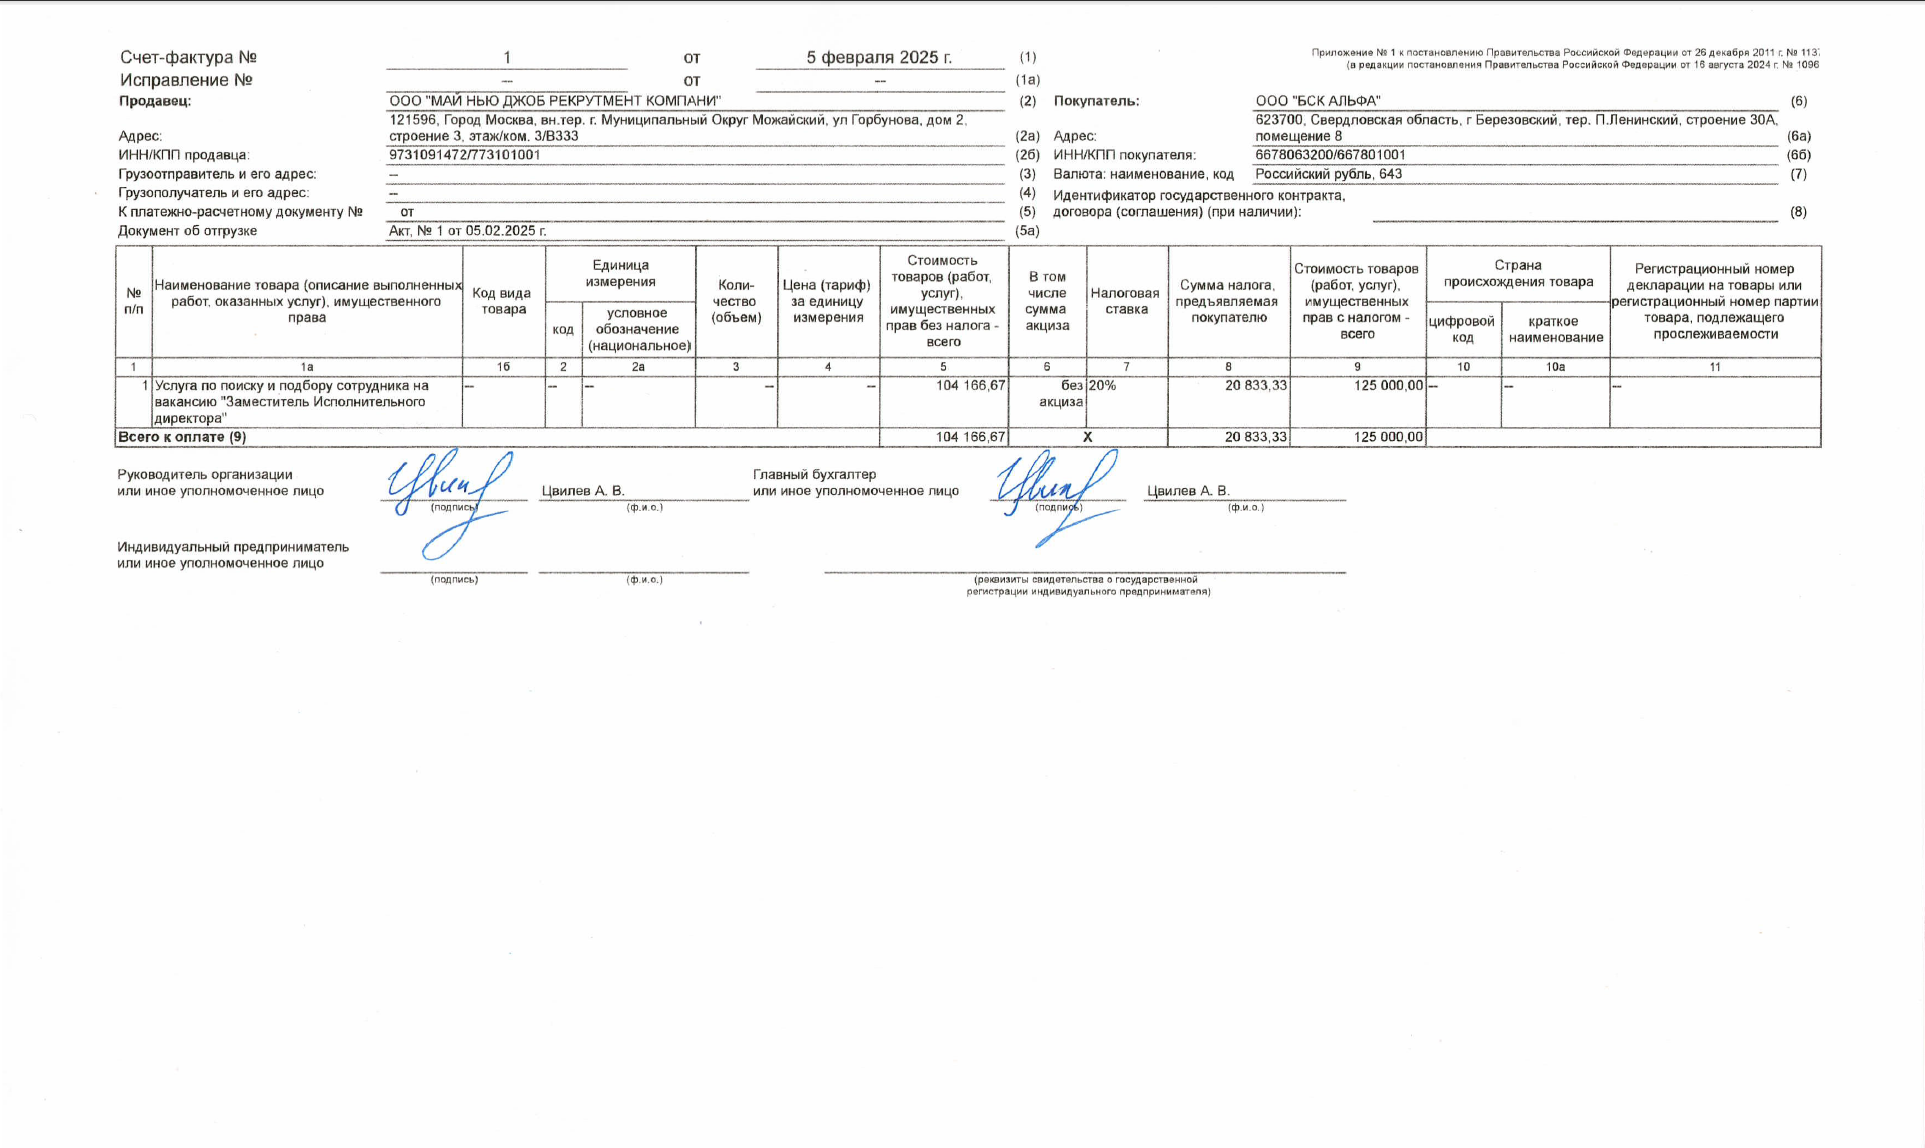 Счет-фактура № 1 от 5 февраля 2025 г. (1)
Исправление № -- от -- (1а)
Приложение № 1 к постановлению Правительства Российской Федерации от 26 декабря 2011 г. № 113
(в редакции постановления Правительства Российской Федерации от 16 августа 2024 г. № 1096
Продавец: ООО "МАЙ НЬЮ ДЖОБ РЕКРУТМЕНТ КОМПАНИ" (2)
121596, Город Москва, вн.тер. г. Муниципальный Округ Можайский, ул Горбунова, дом 2,
Адрес: строение 3, этаж/ком. 3/В333 (2а)
ИНН/КПП продавца: 9731091472/773101001 (2б)
Грузоотправитель и его адрес: -- (3)
Грузополучатель и его адрес: -- (4)
К платежно-расчетному документу № от (5)
Документ об отгрузке Акт, № 1 от 05.02.2025 г. (5а)
Покупатель: ООО "БСК АЛЬФА" (6)
623700, Свердловская область, г Березовский, тер. П.Ленинский, строение 30А,
Адрес: помещение 8 (6а)
ИНН/КПП покупателя: 6678063200/667801001 (6б)
Валюта: наименование, код Российский рубль, 643 (7)
Идентификатор государственного контракта,
договора (соглашения) (при наличии): (8)
№
п/п
Наименование товара (описание выполненных
работ, оказанных услуг), имущественного
права
Код вида
товара
Единица
измерения
код
условное
обозначение
(национальное)
Коли-
чество
(объем)
Цена (тариф)
за единицу
измерения
Стоимость
товаров (работ,
услуг),
имущественных
прав без налога -
всего
В том
числе
сумма
акциза
Налоговая
ставка
Сумма налога,
предъявляемая
покупателю
Стоимость товаров
(работ, услуг),
имущественных
прав с налогом -
всего
Страна
происхождения товара
цифровой
код
краткое
наименование
Регистрационный номер
декларации на товары или
регистрационный номер партии
товара, подлежащего
прослеживаемости
1 1а 1б 2 2а 3 4 5 6 7 8 9 10 10а 11
1 Услуга по поиску и подбору сотрудника на -- -- -- -- -- 104 166,67 без 20% 20 833,33 125 000,00 -- -- --
вакансию "Заместитель Исполнительного акциза
директора"
Всего к оплате (9) 104 166,67 Х 20 833,33 125 000,00
Руководитель организации
или иное уполномоченное лицо Цвилев А. В.
(подпись) (ф.и.о.)
Главный бухгалтер
или иное уполномоченное лицо Цвилев А. В.
(подпись) (ф.и.о.)
Индивидуальный предприниматель
или иное уполномоченное лицо
(подпись) (ф.и.о.) (реквизиты свидетельства о государственной
регистрации индивидуального предпринимателя)